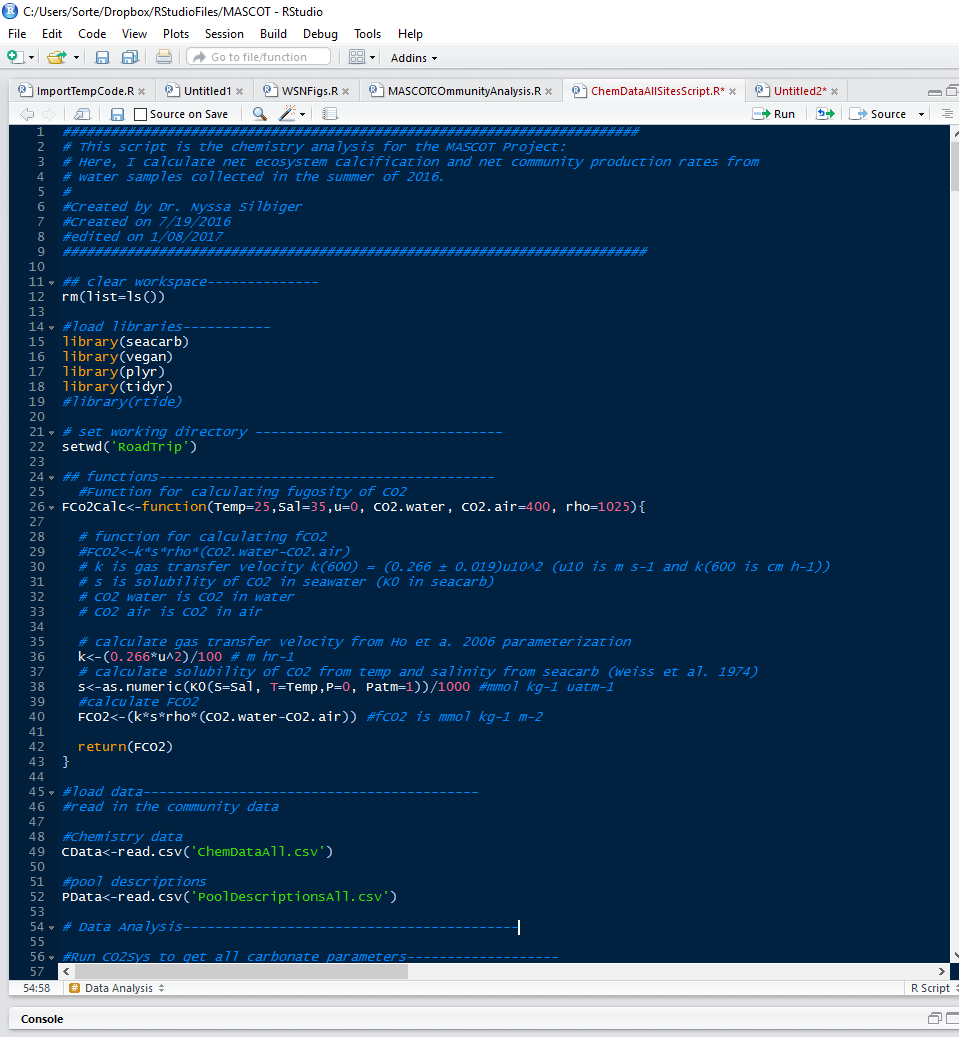 C:/Users/Sorte/Dropbox/RStudioFiles/MASCOT - RStudio
File Edit Code View Plots Session Build Debug Tools Help
Go to file/function Addins
ImportTempCode.R Untitled1 WSNFigs.R MASCOTCOmmunityAnalysis.R ChemDataAllSitesScript.R* Untitled2*
Source on Save Run Source
1 ########################################################################
2 # This script is the chemistry analysis for the MASCOT Project:
3 # Here, I calculate net ecosystem calcification and net community production rates from
4 # water samples collected in the summer of 2016.
5 #
6 #Created by Dr. Nyssa Silbiger
7 #Created on 7/19/2016
8 #edited on 1/08/2017
9 #########################################################################
10
11 ## clear workspace--------------
12 rm(list=ls())
13
14 #load libraries-----------
15 library(seacarb)
16 library(vegan)
17 library(plyr)
18 library(tidyr)
19 #library(rtide)
20
21 # set working directory -------------------------------
22 setwd('RoadTrip')
23
24 ## functions------------------------------------------
25 #Function for calculating fugosity of CO2
26 FCo2Calc<-function(Temp=25,Sal=35,u=0, CO2.water, CO2.air=400, rho=1025){
27
28 # function for calculating fCO2
29 #FCO2<-k*s*rho*(CO2.water-CO2.air)
30 # k is gas transfer velocity k(600) = (0.266 ± 0.019)u10^2 (u10 is m s-1 and k(600 is cm h-1))
31 # s is solubility of CO2 in seawater (K0 in seacarb)
32 # CO2 water is CO2 in water
33 # CO2 air is CO2 in air
34
35 # calculate gas transfer velocity from Ho et a. 2006 parameterization
36 k<-(0.266*u^2)/100 # m hr-1
37 # calculate solubility of CO2 from temp and salinity from seacarb (Weiss et al. 1974)
38 s<-as.numeric(K0(S=Sal, T=Temp,P=0, Patm=1))/1000 #mmol kg-1 uatm-1
39 #calculate FCO2
40 FCO2<-(k*s*rho*(CO2.water-CO2.air)) #fCO2 is mmol kg-1 m-2
41
42 return(FCO2)
43 }
44
45 #load data------------------------------------------
46 #read in the community data
47
48 #Chemistry data
49 CData<-read.csv('ChemDataAll.csv')
50
51 #pool descriptions
52 PData<-read.csv('PoolDescriptionsAll.csv')
53
54 # Data Analysis------------------------------------------
55
56 #Run CO2Sys to get all carbonate parameters-------------------
57
54:58 # Data Analysis R Script
Console